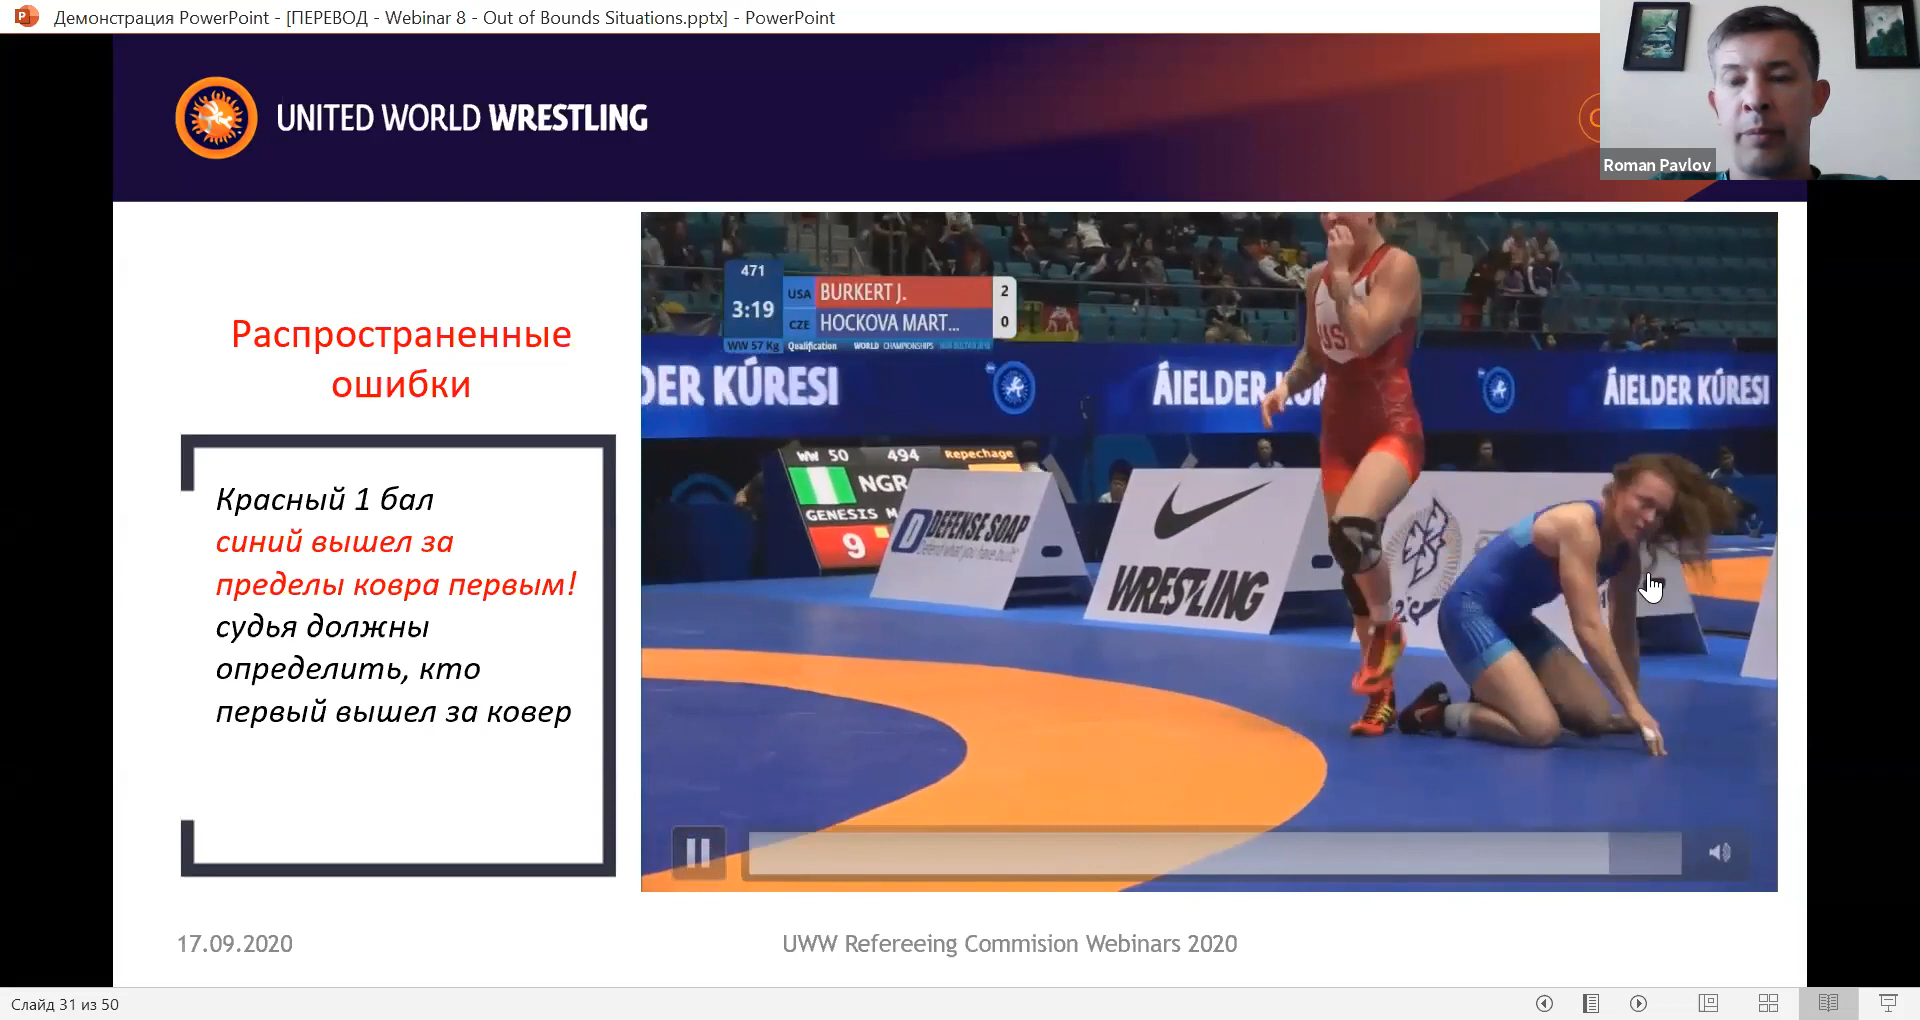 Демонстрация PowerPoint - [ПЕРЕВОД - Webinar 8 - Out of Bounds Situations.pptx] - PowerPoint
UNITED WORLD WRESTLING
Roman Pavlov
Распространенные
ошибки
Красный 1 бал
синий вышел за
пределы ковра первым!
судья должны
определить, кто
первый вышел за ковер
471
3:19
USA BURKERT J. 2
CZE HOCKOVA MART... 0
WW 57 Kg Qualification WORLD CHAMPIONSHIPS
DER KÚRESI
ÁIELDER
ÁIELDER KÚRESI
WW 50 494 Repechage
NGR
GENESIS M
9
DEFENSE SOAP
WRESTLING
US
17.09.2020
UWW Refereeing Commision Webinars 2020
Слайд 31 из 50